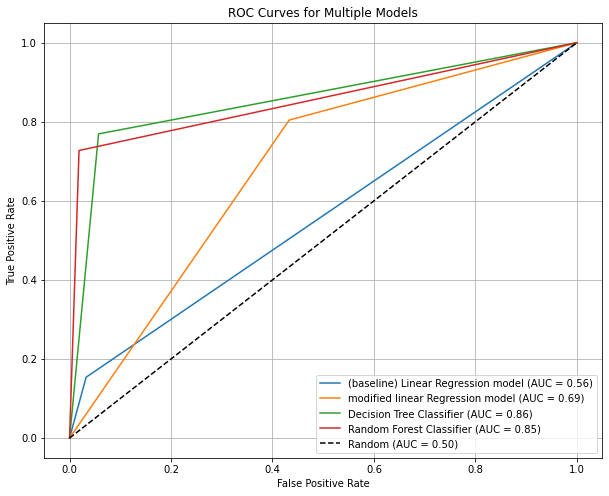 ROC Curves for Multiple Models
True Positive Rate
1.0
0.8
0.6
0.4
0.2
0.0
(baseline) Linear Regression model (AUC = 0.56)
modified linear Regression model (AUC = 0.69)
Decision Tree Classifier (AUC = 0.86)
Random Forest Classifier (AUC = 0.85)
Random (AUC = 0.50)
0.0 0.2 0.4 0.6 0.8 1.0
False Positive Rate